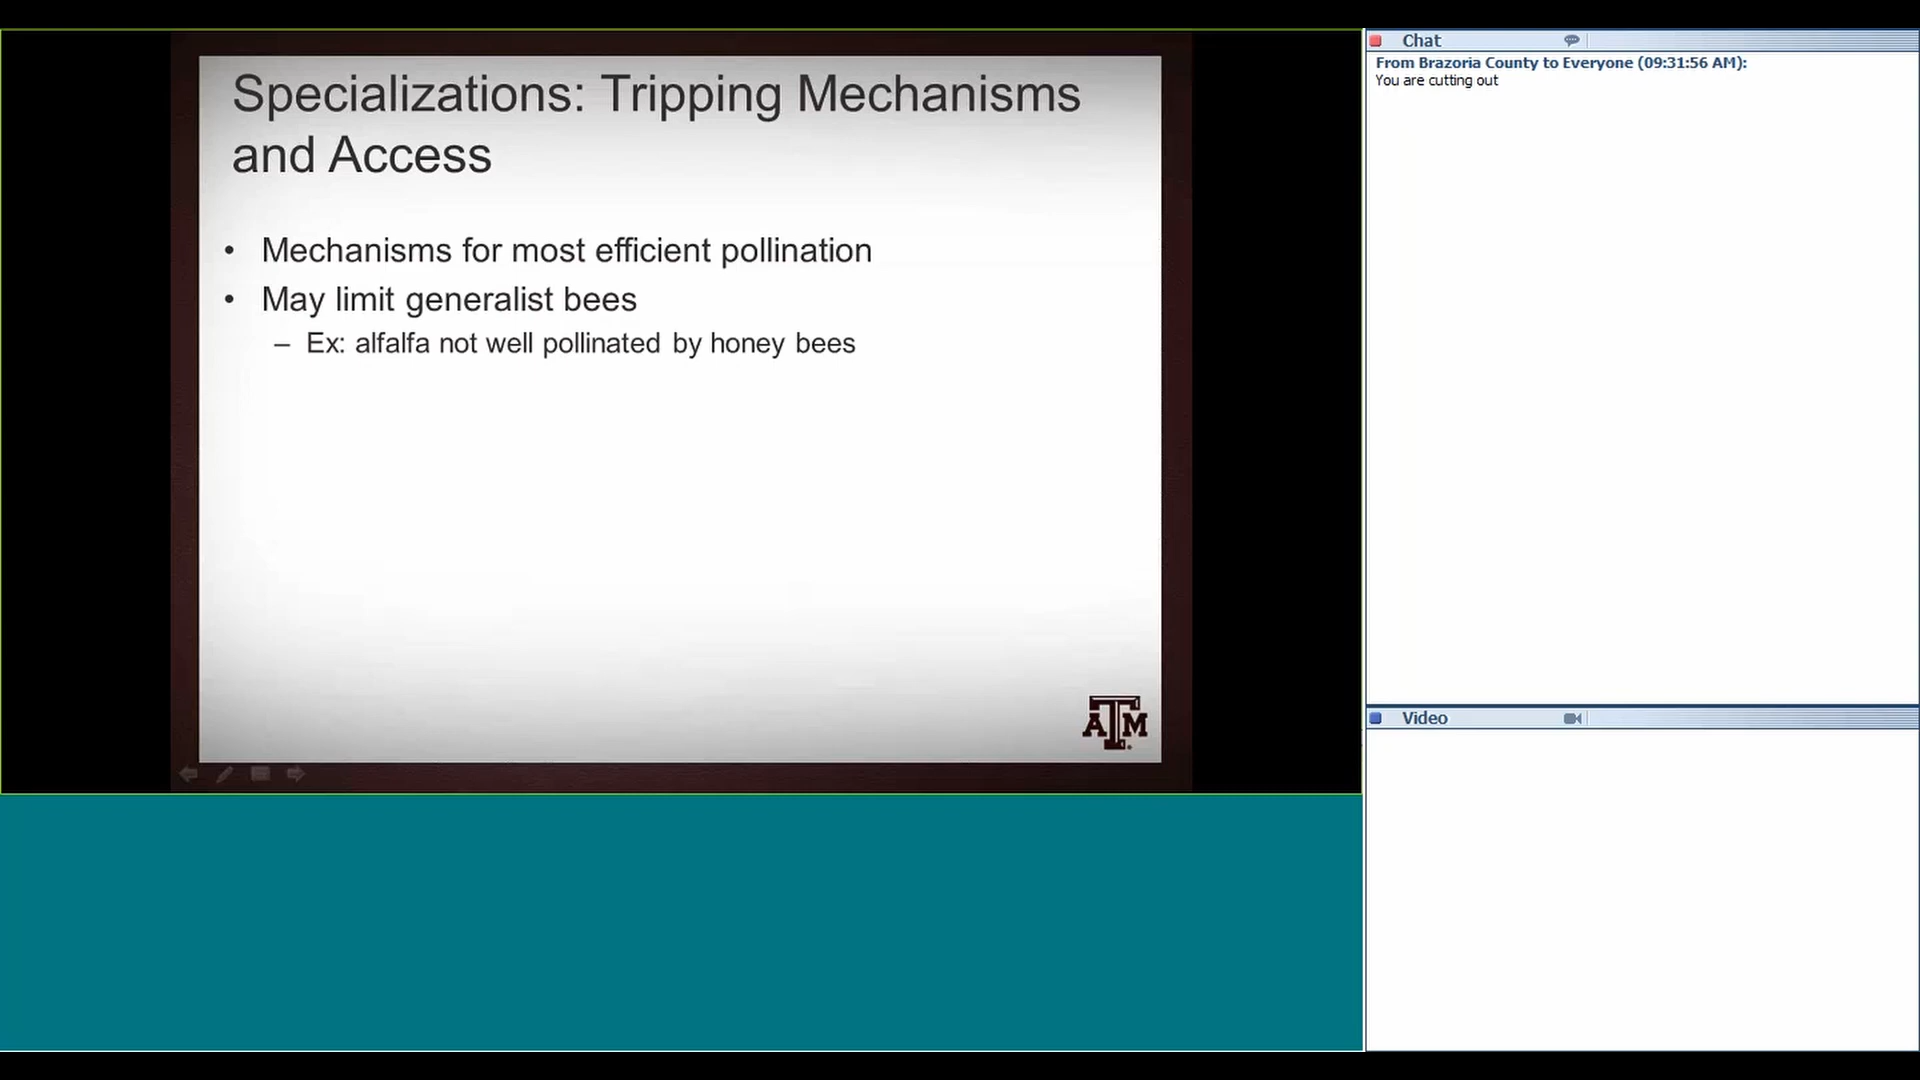 Specializations: Tripping Mechanisms
and Access
• Mechanisms for most efficient pollination
• May limit generalist bees
– Ex: alfalfa not well pollinated by honey bees
ATM
Chat
From Brazoria County to Everyone (09:31:56 AM):
You are cutting out
Video